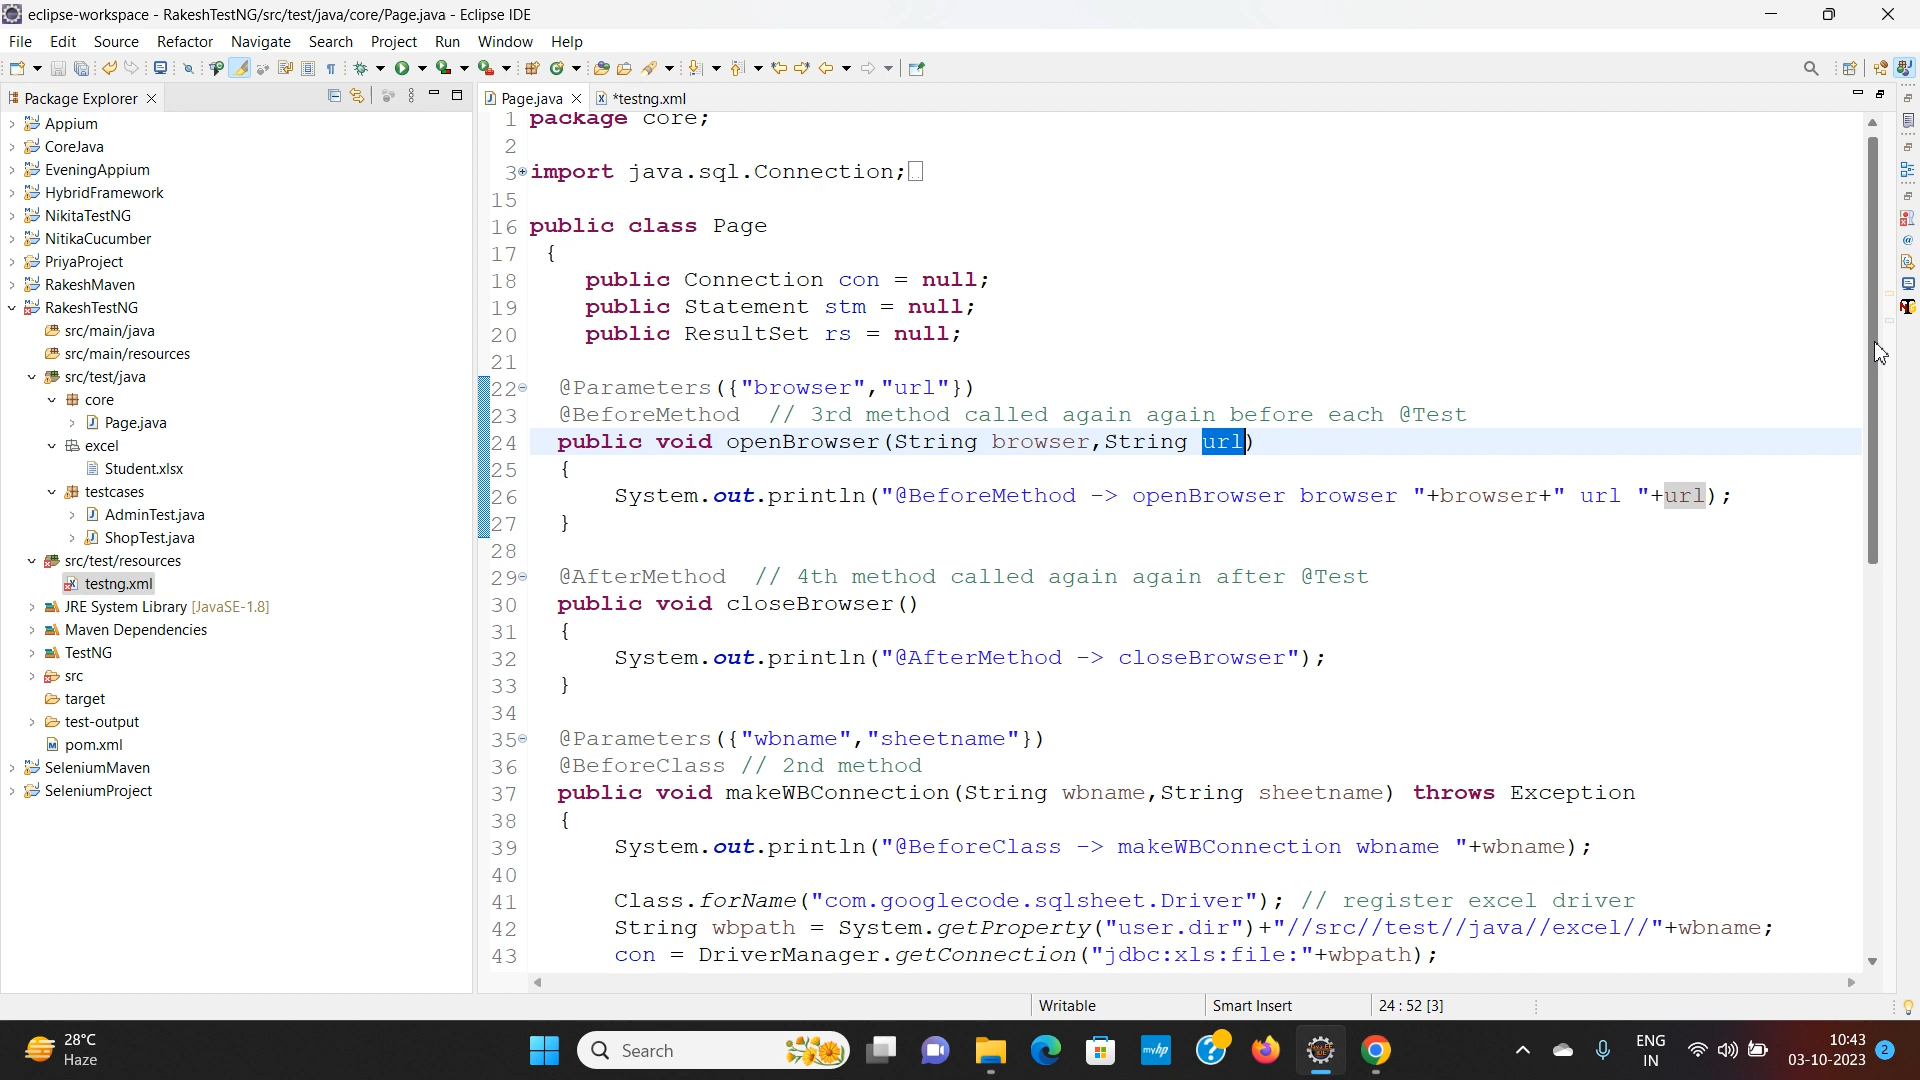 eclipse-workspace - RakeshTestNG/src/test/java/core/Page.java - Eclipse IDE
File Edit Source Refactor Navigate Search Project Run Window Help
Package Explorer
Appium
CoreJava
EveningAppium
HybridFramework
NikitaTestNG
NitikaCucumber
PriyaProject
RakeshMaven
RakeshTestNG
src/main/java
src/main/resources
src/test/java
core
Page.java
excel
Student.xlsx
testcases
AdminTest.java
ShopTest.java
src/test/resources
testng.xml
JRE System Library [JavaSE-1.8]
Maven Dependencies
TestNG
src
target
test-output
pom.xml
SeleniumMaven
SeleniumProject
Page.java *testng.xml
1 package core;
2
3 import java.sql.Connection;
15
16 public class Page
17 {
18 public Connection con = null;
19 public Statement stm = null;
20 public ResultSet rs = null;
21
22 @Parameters({"browser","url"})
23 @BeforeMethod // 3rd method called again again before each @Test
24 public void openBrowser(String browser,String url)
25 {
26 System.out.println("@BeforeMethod -> openBrowser browser "+browser+" url "+url);
27 }
28
29 @AfterMethod // 4th method called again again after @Test
30 public void closeBrowser()
31 {
32 System.out.println("@AfterMethod -> closeBrowser");
33 }
34
35 @Parameters({"wbname","sheetname"})
36 @BeforeClass // 2nd method
37 public void makeWBConnection(String wbname,String sheetname) throws Exception
38 {
39 System.out.println("@BeforeClass -> makeWBConnection wbname "+wbname);
40
41 Class.forName("com.googlecode.sqlsheet.Driver"); // register excel driver
42 String wbpath = System.getProperty("user.dir")+"//src//test//java//excel//"+wbname;
43 con = DriverManager.getConnection("jdbc:xls:file:"+wbpath);
Writable Smart Insert 24 : 52 [3]
28°C
Haze
Search
myhp
ENG
IN
10:43
03-10-2023
2